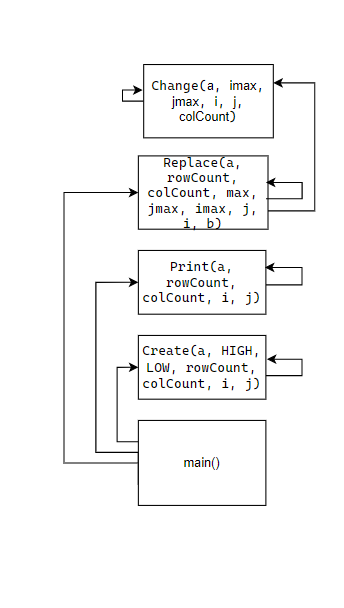 Change(a, imax,
jmax, i, j,
colCount)
Replace(a,
rowCount,
colCount, max,
jmax, imax, j,
i, b)
Print(a,
rowCount,
colCount, i, j)
Create(a, HIGH,
LOW, rowCount,
colCount, i, j)
main()